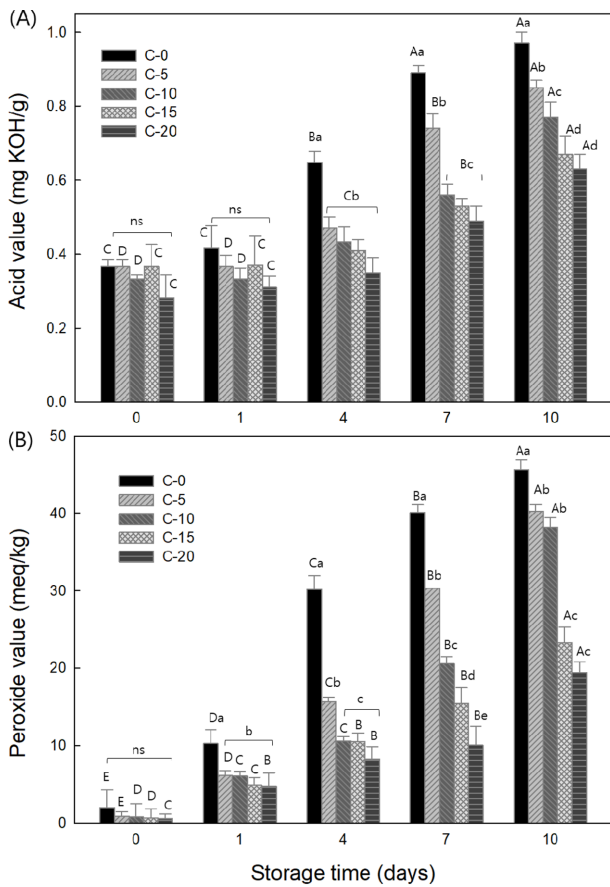 (A)
C-0
C-5
C-10
C-15
C-20
Acid value (mg KOH/g)
1.0
0.8
0.6
0.4
0.2
0.0
ns
C D D C C
ns
C D D C C
Ba
Cb
Aa
Bb
Bc
Aa
Ab
Ac
Ad
Ad
0 1 4 7 10
(B)
C-0
C-5
C-10
C-15
C-20
Peroxide value (meq/kg)
50
40
30
20
10
0
ns
E E D D C
Da
b
D C C B
Ca
Cb
c
C B B
Ba
Bb
Bc
Bd
Be
Aa
Ab
Ab
Ac
Ac
0 1 4 7 10
Storage time (days)